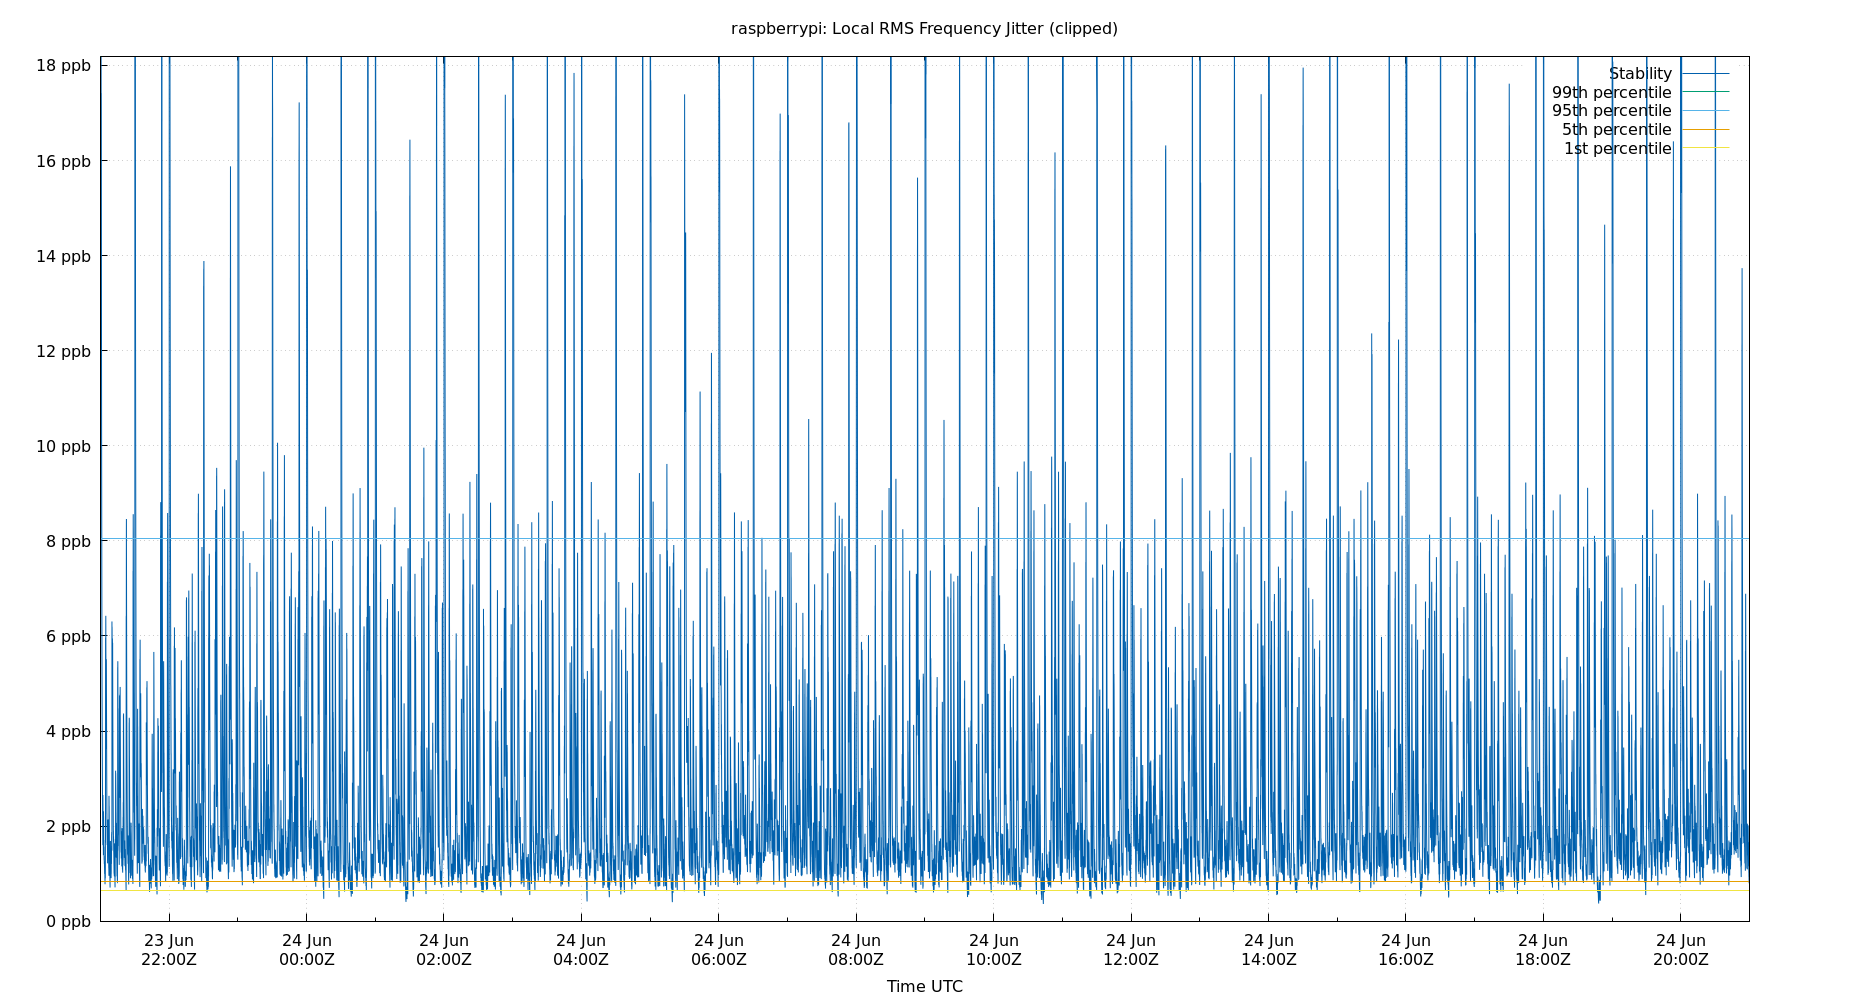 raspberrypi: Local RMS Frequency Jitter (clipped)
18 ppb
16 ppb
14 ppb
12 ppb
10 ppb
8 ppb
6 ppb
4 ppb
2 ppb
0 ppb
Stability
99th percentile
95th percentile
5th percentile
1st percentile
23 Jun 24 Jun 24 Jun 24 Jun 24 Jun 24 Jun 24 Jun 24 Jun 24 Jun 24 Jun 24 Jun 24 Jun
22:00Z 00:00Z 02:00Z 04:00Z 06:00Z 08:00Z 10:00Z 12:00Z 14:00Z 16:00Z 18:00Z 20:00Z
Time UTC